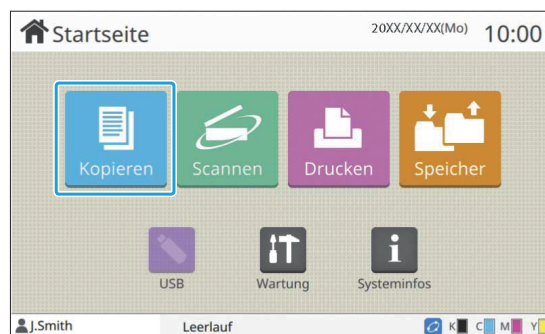 Startseite 20XX/XX/XX(Mo) 10:00
Kopieren Scannen Drucken Speicher
USB Wartung Systeminfos
J.Smith Leerlauf K C M Y